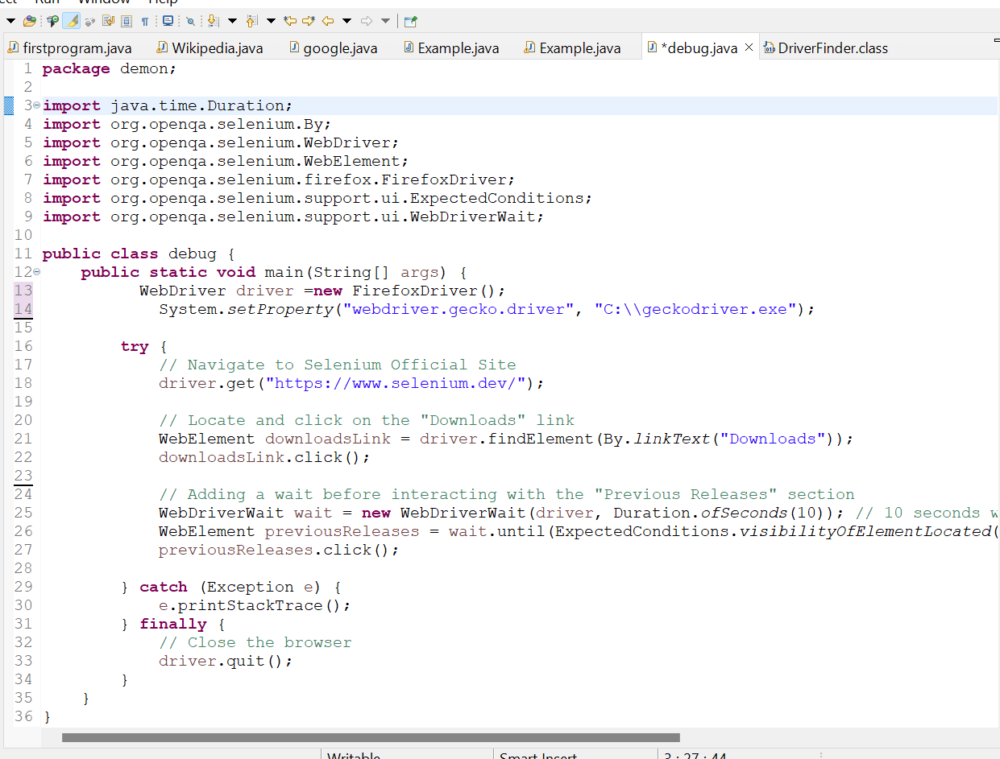 Run Window Help
firstprogram.java Wikipedia.java google.java Example.java Example.java *debug.java DriverFinder.class
1 package demon;
2
3 import java.time.Duration;
4 import org.openqa.selenium.By;
5 import org.openqa.selenium.WebDriver;
6 import org.openqa.selenium.WebElement;
7 import org.openqa.selenium.firefox.FirefoxDriver;
8 import org.openqa.selenium.support.ui.ExpectedConditions;
9 import org.openqa.selenium.support.ui.WebDriverWait;
10
11 public class debug {
12 public static void main(String[] args) {
13 WebDriver driver =new FirefoxDriver();
14 System.setProperty("webdriver.gecko.driver", "C:\\geckodriver.exe");
15
16 try {
17 // Navigate to Selenium Official Site
18 driver.get("https://www.selenium.dev/");
19
20 // Locate and click on the "Downloads" link
21 WebElement downloadsLink = driver.findElement(By.linkText("Downloads"));
22 downloadsLink.click();
23
24 // Adding a wait before interacting with the "Previous Releases" section
25 WebDriverWait wait = new WebDriverWait(driver, Duration.ofSeconds(10)); // 10 seconds w
26 WebElement previousReleases = wait.until(ExpectedConditions.visibilityOfElementLocated(
27 previousReleases.click();
28
29 } catch (Exception e) {
30 e.printStackTrace();
31 } finally {
32 // Close the browser
33 driver.quit();
34 }
35 }
36 }
Writable Smart Insert 3 : 27 : 44